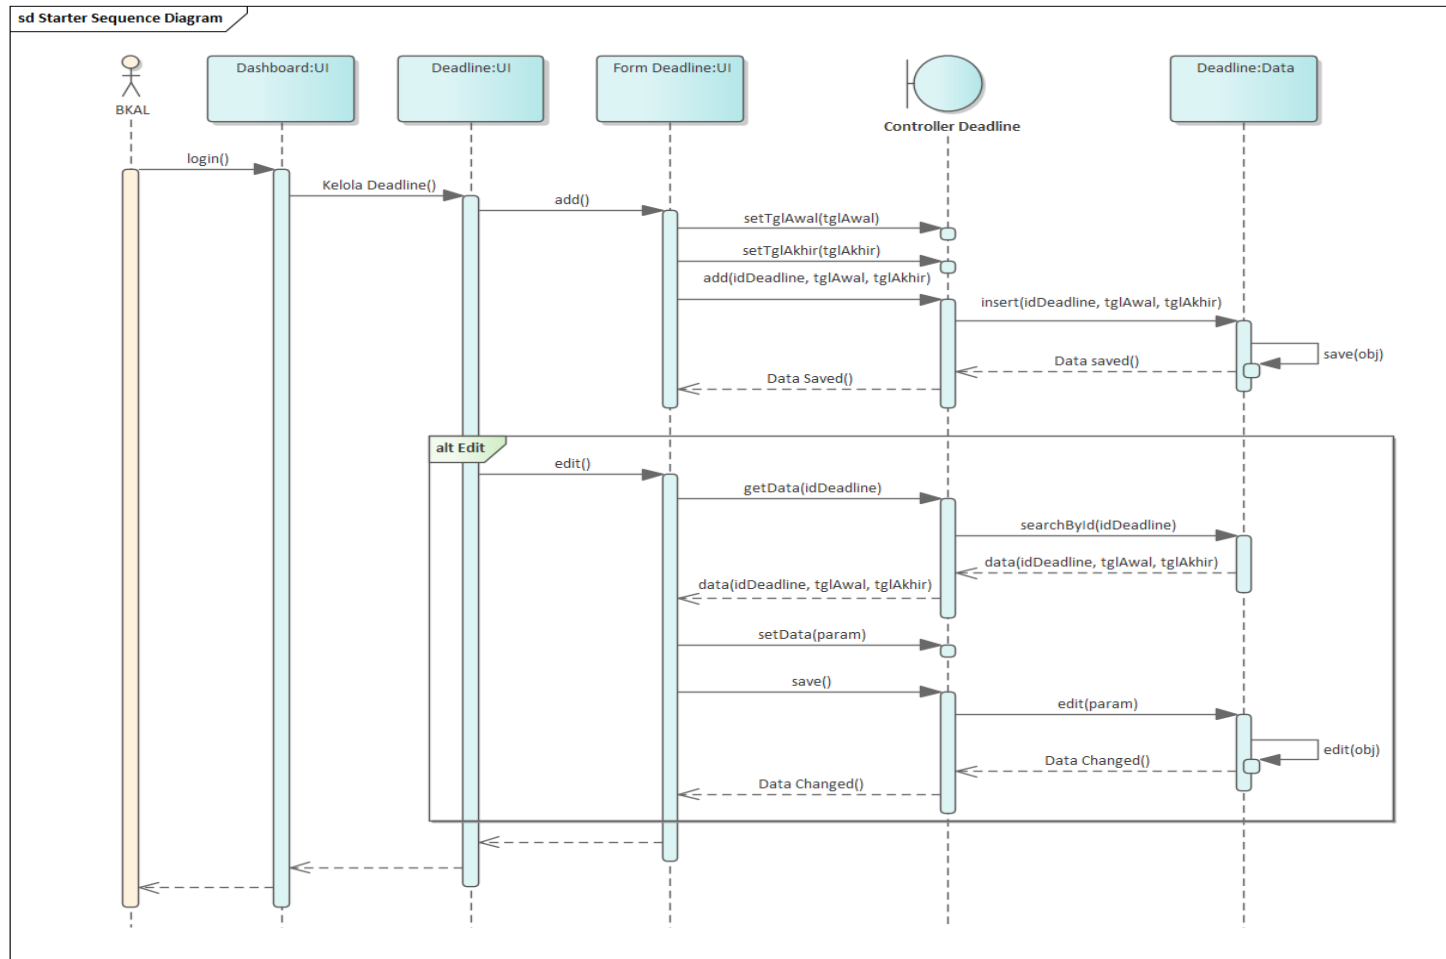 sd Starter Sequence Diagram
BKAL
Dashboard:UI
Deadline:UI
Form Deadline:UI
Controller Deadline
Deadline:Data
login()
Kelola Deadline()
add()
setTglAwal(tglAwal)
setTglAkhir(tglAkhir)
add(idDeadline, tglAwal, tglAkhir)
insert(idDeadline, tglAwal, tglAkhir)
save(obj)
Data saved()
Data Saved()
alt Edit
edit()
getData(idDeadline)
searchById(idDeadline)
data(idDeadline, tglAwal, tglAkhir)
data(idDeadline, tglAwal, tglAkhir)
setData(param)
save()
edit(param)
edit(obj)
Data Changed()
Data Changed()